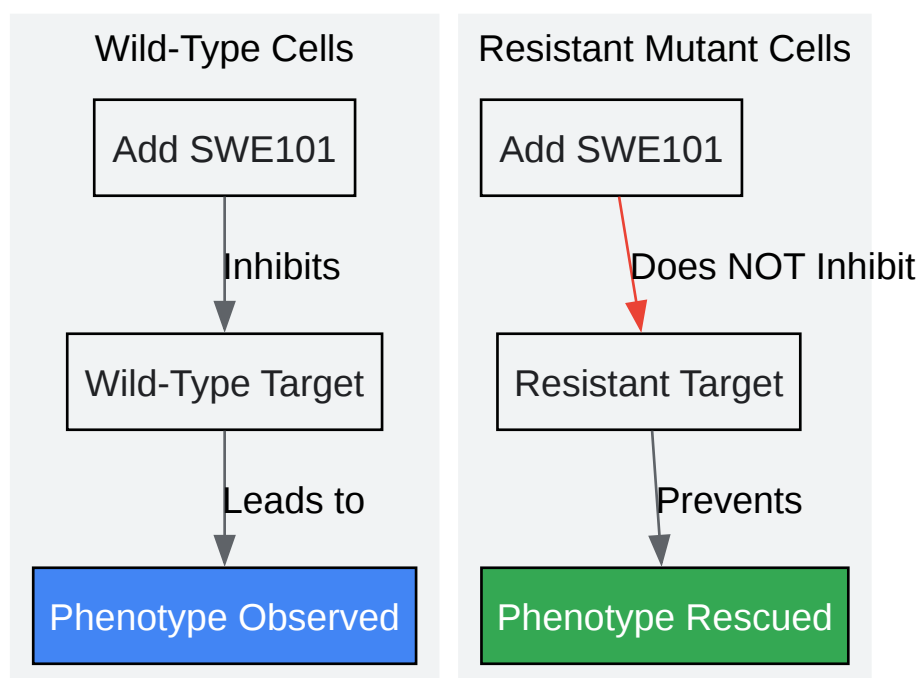 Wild-Type Cells
Add SWE101
Inhibits
Wild-Type Target
Leads to
Phenotype Observed
Resistant Mutant Cells
Add SWE101
Does NOT Inhibit
Resistant Target
Prevents
Phenotype Rescued